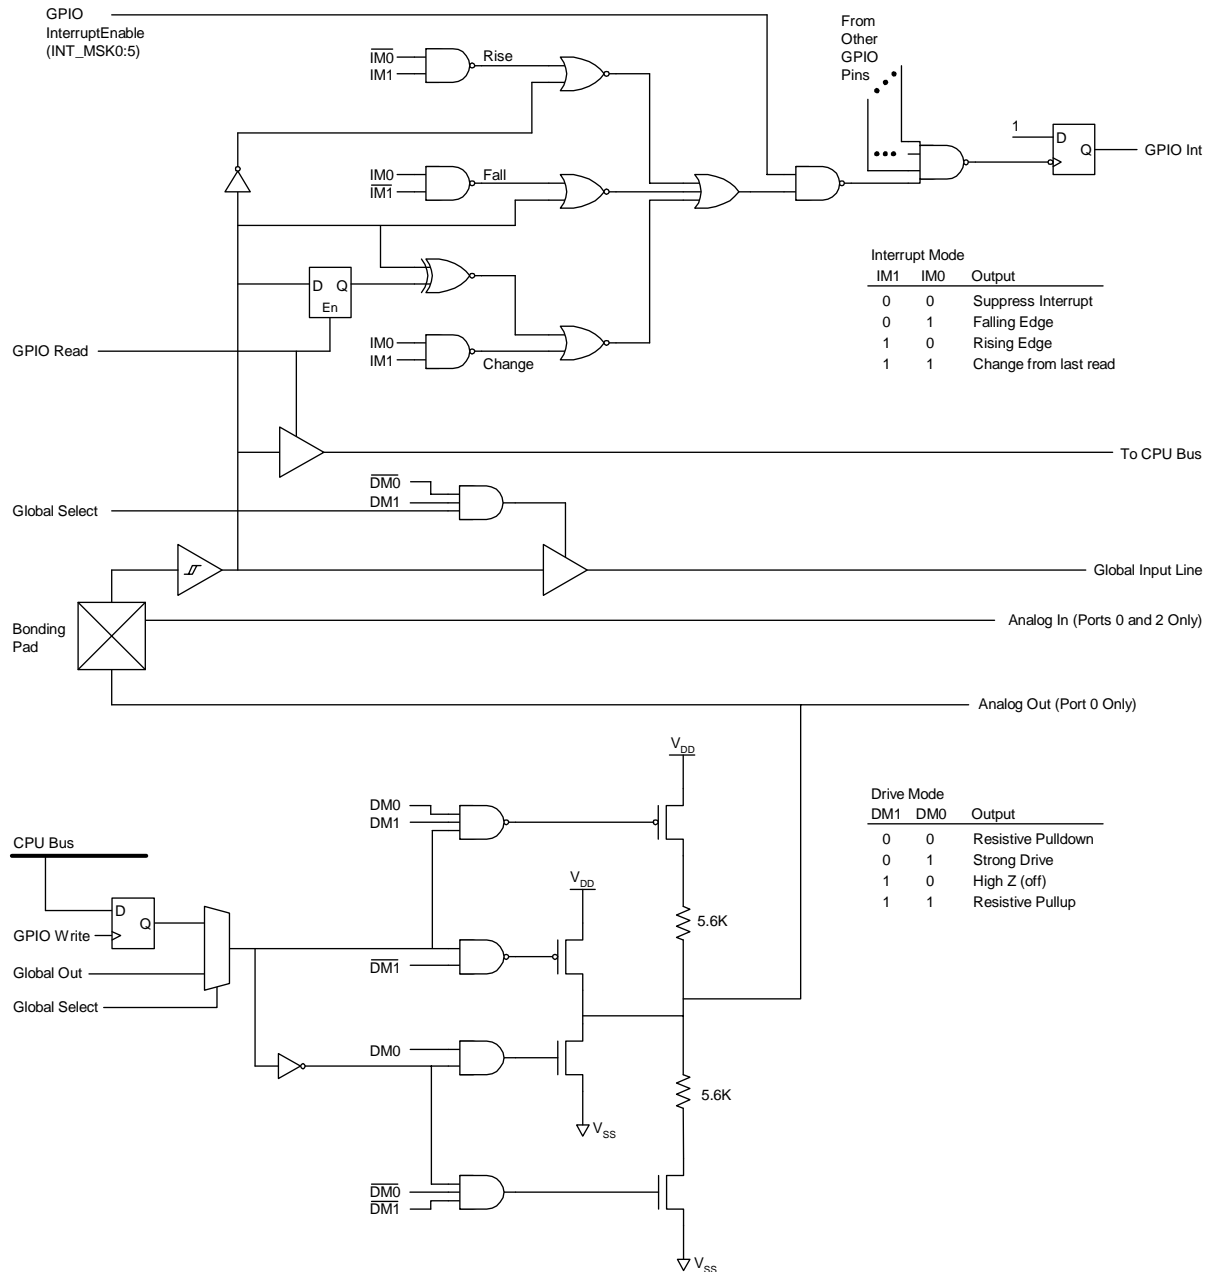 GPIO
InterruptEnable
(INT_MSK0:5)
From
Other
GPIO
Pins
IM0
IM1
Rise
1
D
Q
GPIO Int
IM0
IM1
Fall
Interrupt Mode
IM1 IM0 Output
0 0 Suppress Interrupt
0 1 Falling Edge
1 0 Rising Edge
1 1 Change from last read
D Q
En
GPIO Read
IM0
IM1
Change
To CPU Bus
DM0
DM1
Global Select
Global Input Line
Bonding
Pad
Analog In (Ports 0 and 2 Only)
Analog Out (Port 0 Only)
VDD
DM0
DM1
Drive Mode
DM1 DM0 Output
0 0 Resistive Pulldown
0 1 Strong Drive
1 0 High Z (off)
1 1 Resistive Pullup
CPU Bus
VDD
D
Q
5.6K
GPIO Write
DM1
Global Out
Global Select
DM0
5.6K
VSS
DM0
DM1
VSS